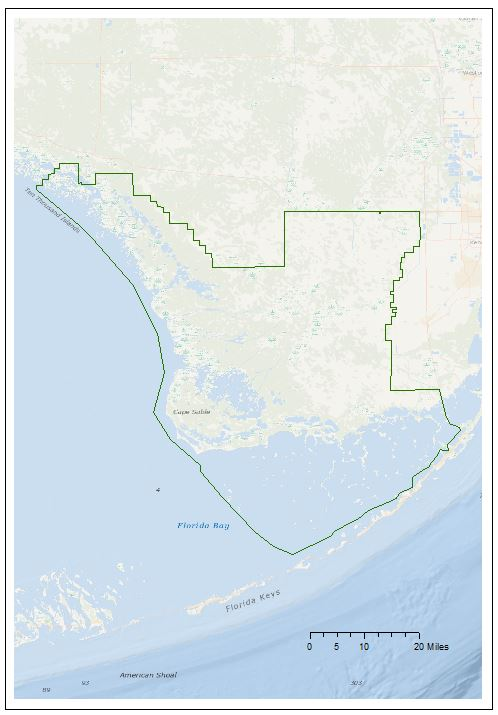 Ten Thousand Islands
Cape Sable
4
Florida Bay
Florida Keys
0 5 10 20 Miles
American Shoal
89
93
303